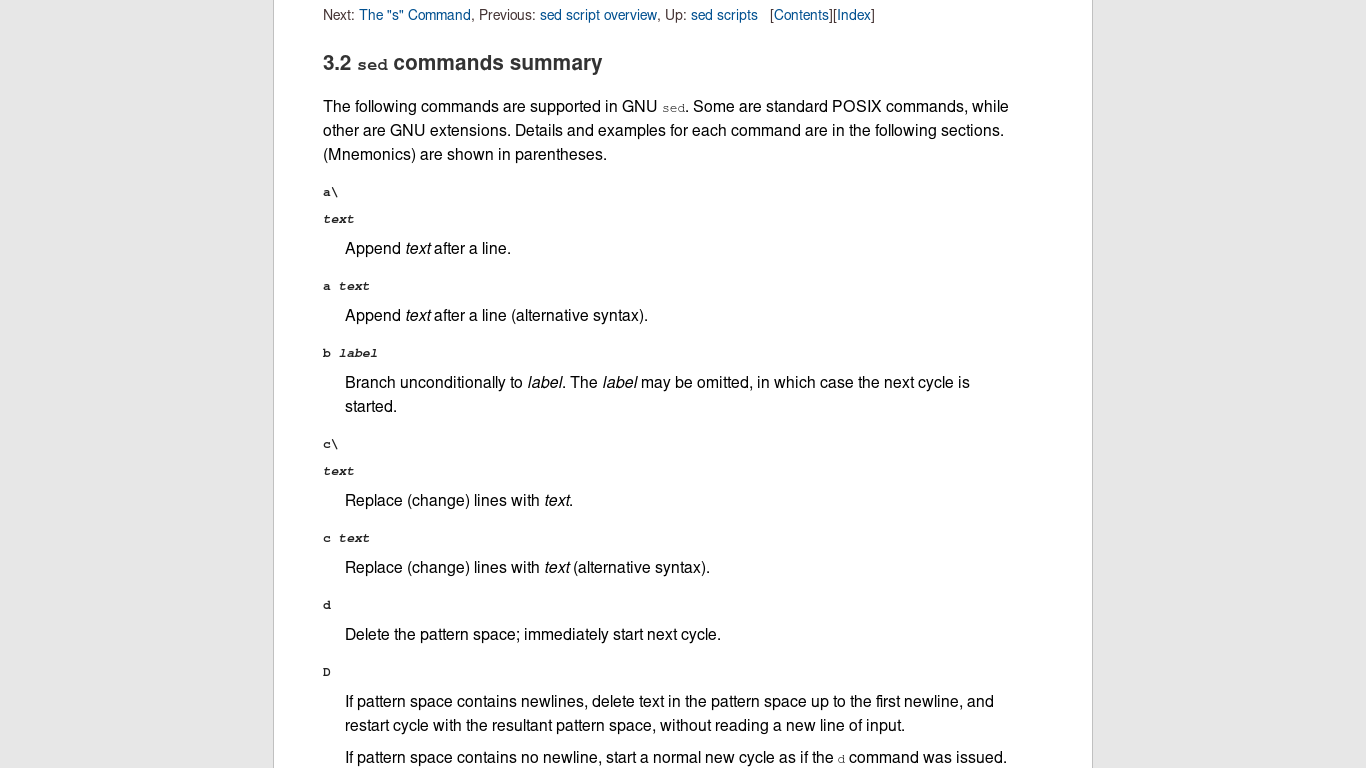 Next: The "s" Command, Previous: sed script overview, Up: sed scripts [Contents][Index]
3.2 sed commands summary
The following commands are supported in GNU sed. Some are standard POSIX commands, while
other are GNU extensions. Details and examples for each command are in the following sections.
(Mnemonics) are shown in parentheses.
a\
text
Append text after a line.
a text
Append text after a line (alternative syntax).
b label
Branch unconditionally to label. The label may be omitted, in which case the next cycle is
started.
c\
text
Replace (change) lines with text.
c text
Replace (change) lines with text (alternative syntax).
d
Delete the pattern space; immediately start next cycle.
D
If pattern space contains newlines, delete text in the pattern space up to the first newline, and
restart cycle with the resultant pattern space, without reading a new line of input.
If pattern space contains no newline, start a normal new cycle as if the d command was issued.